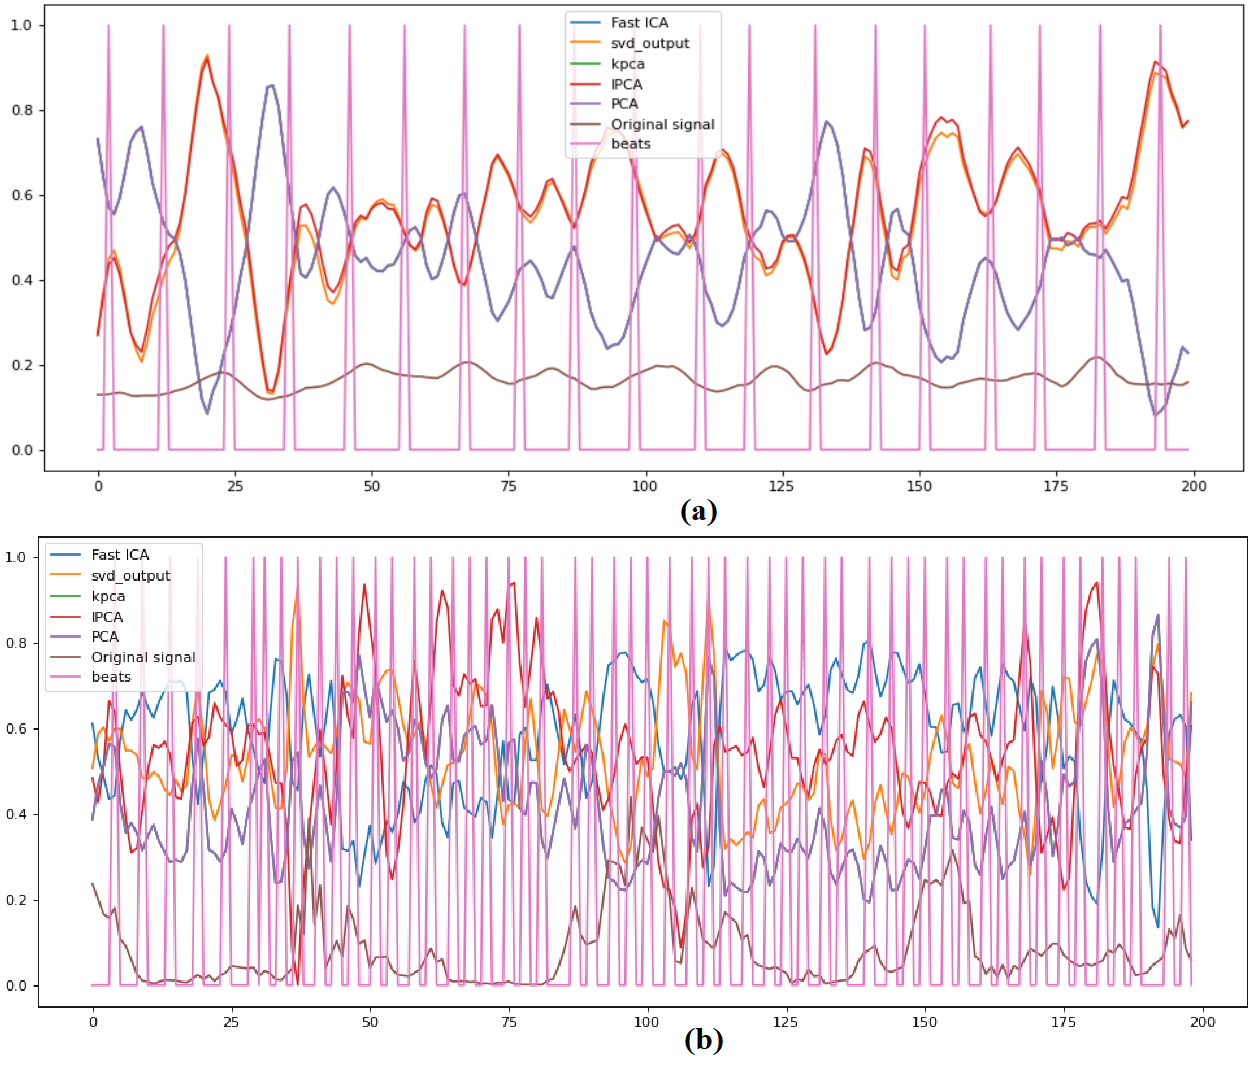 1.0
0.8
0.6
0.4
0.2
0.0
Fast ICA
svd_output
kpca
IPCA
PCA
Original signal
beats
0 25 50 75 100 125 150 175 200
(a)
1.0
0.8
0.6
0.4
0.2
0.0
Fast ICA
svd_output
kpca
IPCA
PCA
Original signal
beats
0 25 50 75 100 125 150 175 200
(b)